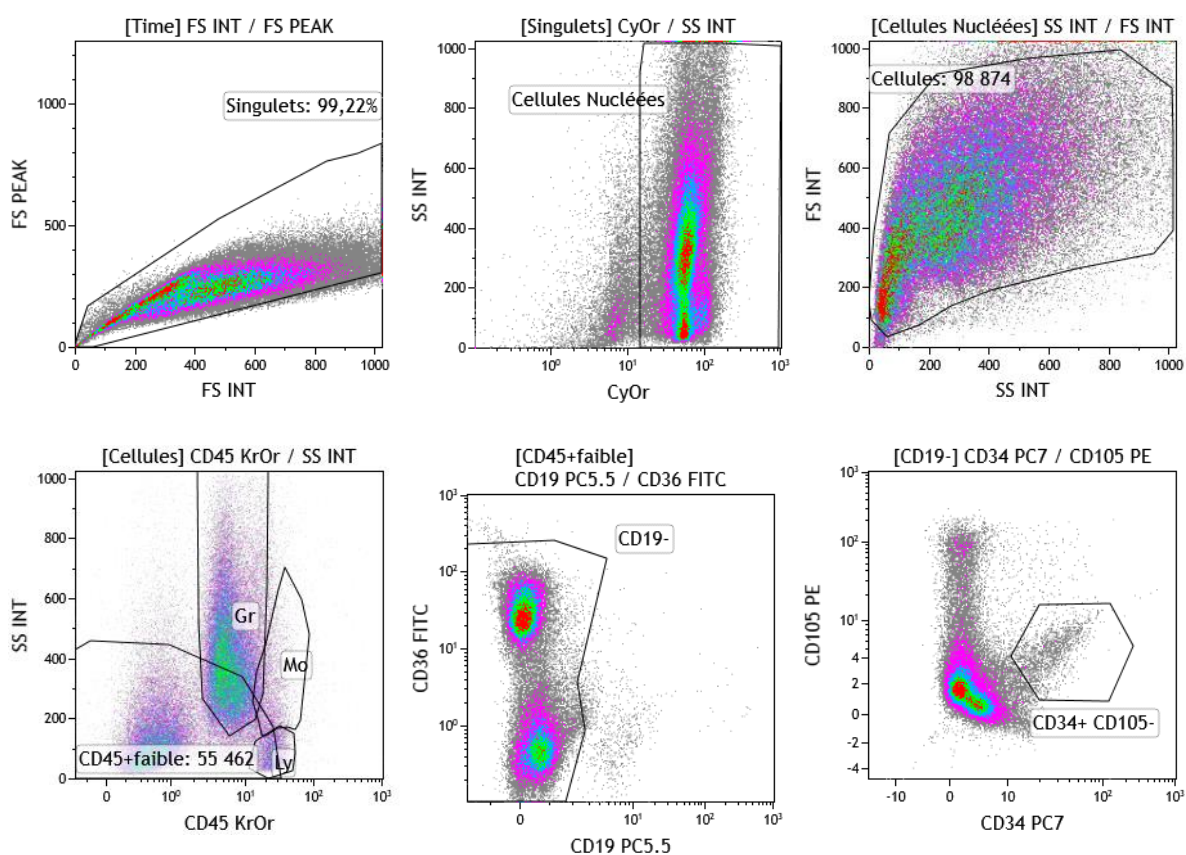 [Time] FS INT / FS PEAK
1000
500
0
FS PEAK
Singulets: 99,22%
0 200 400 600 800 1000
FS INT
[Singulets] CyOr / SS INT
1000
800
600
400
200
0
SS INT
Cellules Nucléées
10⁰ 10¹ 10² 10³
CyOr
[Cellules Nucléées] SS INT / FS INT
1000
800
600
400
200
0
FS INT
Cellules: 98 874
0 200 400 600 800 1000
SS INT
[Cellules] CD45 KrOr / SS INT
1000
800
600
400
200
0
SS INT
Gr
Mo
CD45+faible: 55 462
Ly
0 10⁰ 10¹ 10² 10³
CD45 KrOr
[CD45+faible]
CD19 PC5.5 / CD36 FITC
10³
10²
10¹
10⁰
CD36 FITC
CD19-
0 10¹ 10² 10³
CD19 PC5.5
[CD19-] CD34 PC7 / CD105 PE
10³
10²
10¹
4
2
0
-2
-4
CD105 PE
CD34+ CD105-
-10 0 10² 10³
CD34 PC7